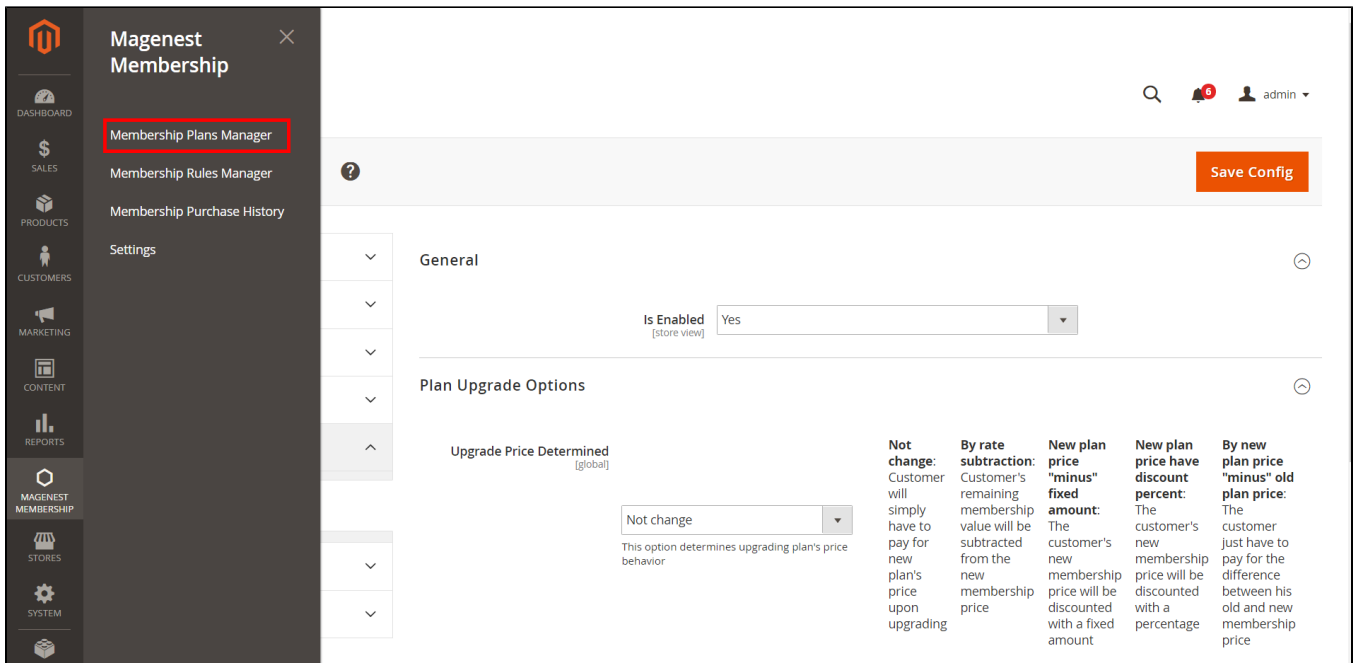 Magenest
Membership
Membership Plans Manager
Membership Rules Manager
Membership Purchase History
Settings
DASHBOARD
SALES
PRODUCTS
CUSTOMERS
MARKETING
CONTENT
REPORTS
MAGENEST
MEMBERSHIP
STORES
SYSTEM
6
admin
?
Save Config
General
Is Enabled
[store view]
Yes
Plan Upgrade Options
Upgrade Price Determined
[global]
Not change
This option determines upgrading plan's price
behavior
Not
change:
Customer
will
simply
have to
pay for
new
plan's
price
upon
upgrading
By rate
subtraction:
Customer's
remaining
membership
value will be
subtracted
from the
new
membership
price
New plan
price
"minus"
fixed
amount:
The
customer's
new
membership
price will be
discounted
with a fixed
amount
New plan
price have
discount
percent:
The
customer's
new
membership
price will be
discounted
with a
percentage
By new
plan price
"minus" old
plan price:
The
customer
just have to
pay for the
difference
between his
old and new
membership
price